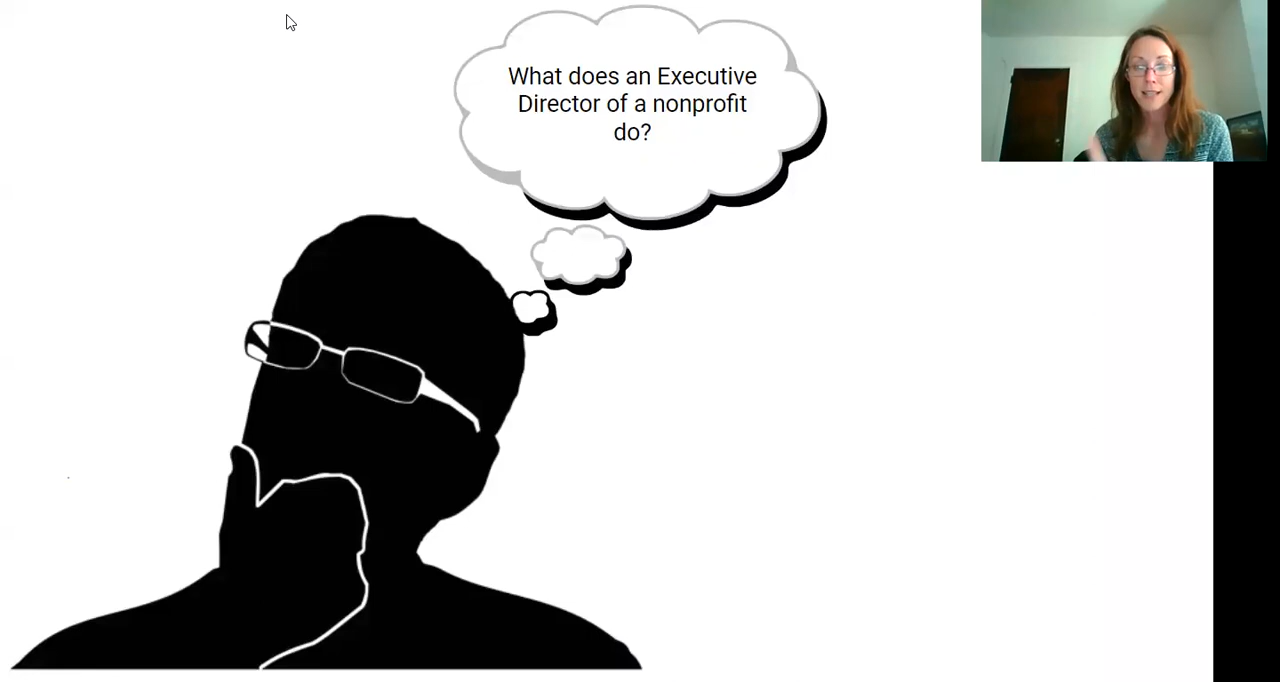 What does an Executive
Director of a nonprofit
do?